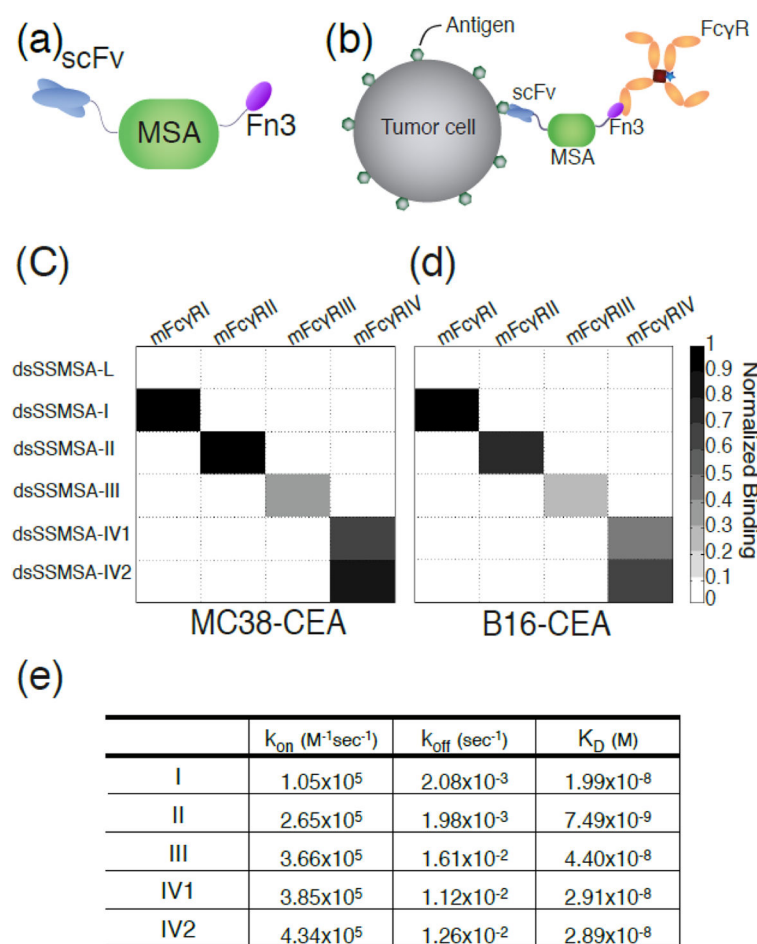 (a)
scFv
MSA
Fn3
(b)
Antigen
FcγR
scFv
Tumor cell
Fn3
MSA
(C)
mFcγRI
mFcγRII
mFcγRIII
mFcγRIV
(d)
mFcγRI
mFcγRII
mFcγRIII
mFcγRIV
dsSSMSA-L
dsSSMSA-I
dsSSMSA-II
dsSSMSA-III
dsSSMSA-IV1
dsSSMSA-IV2
1
0.9
0.8
0.7
0.6
0.5
0.4
0.3
0.2
0.1
0
Normalized Binding
MC38-CEA
B16-CEA
(e)
kon (M-1sec-1) koff (sec-1) KD (M)
I 1.05x10⁵ 2.08x10⁻³ 1.99x10⁻⁸
II 2.65x10⁵ 1.98x10⁻³ 7.49x10⁻⁹
III 3.66x10⁵ 1.61x10⁻² 4.40x10⁻⁸
IV1 3.85x10⁵ 1.12x10⁻² 2.91x10⁻⁸
IV2 4.34x10⁵ 1.26x10⁻² 2.89x10⁻⁸